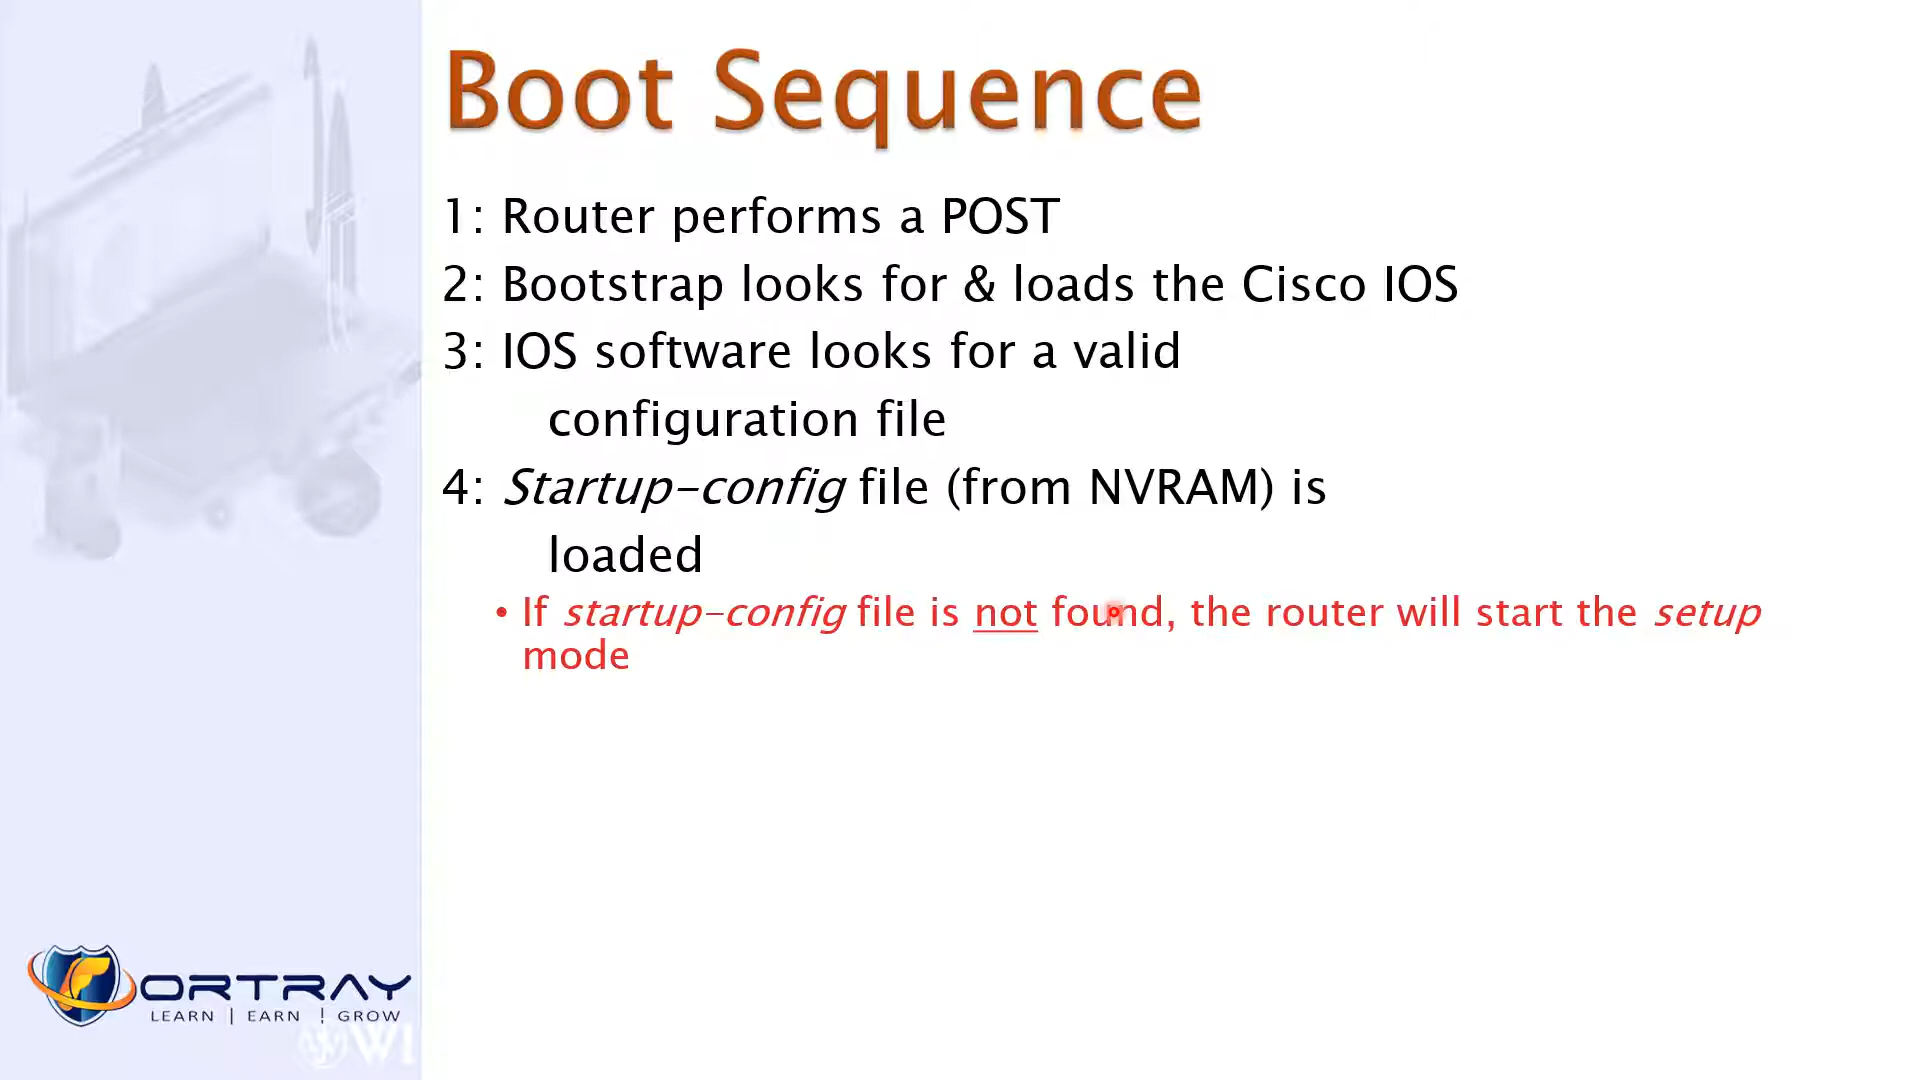 Boot Sequence
1: Router performs a POST
2: Bootstrap looks for & loads the Cisco IOS
3: IOS software looks for a valid
configuration file
4: Startup-config file (from NVRAM) is
loaded
• If startup-config file is not found, the router will start the setup
mode
ORTRAY
LEARN | EARN | GROW